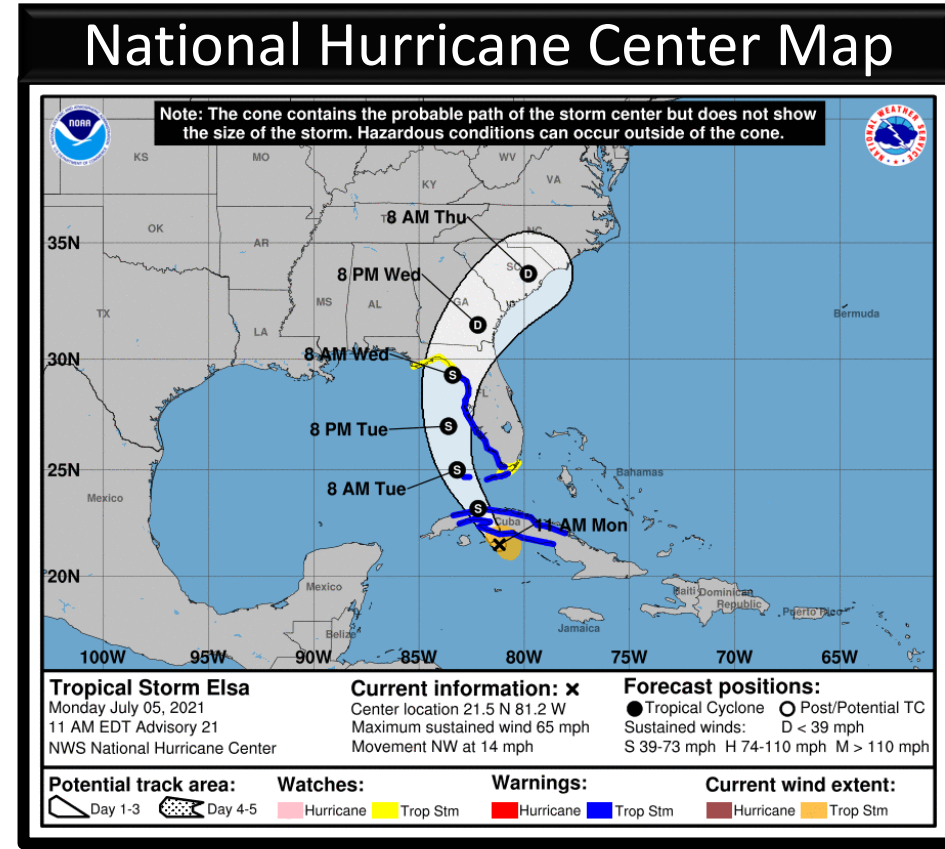 National Hurricane Center Map
Note: The cone contains the probable path of the storm center but does not show
the size of the storm. Hazardous conditions can occur outside of the cone.
NOAA
NATIONAL WEATHER SERVICE
KS
MO
WV
KY
VA
8 AM Thu
OK
NC
35N
AR
SC
8 PM Wed
MS
AL
GA
TX
Bermuda
LA
8 AM Wed
30N
FL
8 PM Tue
25N
Bahamas
8 AM Tue
Mexico
Cuba
11 AM Mon
20N
Mexico
Haiti
Dominican
Republic
Puerto Rico
Belize
Jamaica
100W 95W 90W 85W 80W 75W 70W 65W
Tropical Storm Elsa
Monday July 05, 2021
11 AM EDT Advisory 21
NWS National Hurricane Center
Current information: x
Center location 21.5 N 81.2 W
Maximum sustained wind 65 mph
Movement NW at 14 mph
Forecast positions:
Tropical Cyclone Post/Potential TC
Sustained winds: D < 39 mph
S 39-73 mph H 74-110 mph M > 110 mph
Potential track area:
Day 1-3 Day 4-5
Watches:
Hurricane Trop Stm
Warnings:
Hurricane Trop Stm
Current wind extent:
Hurricane Trop Stm
D
D
S
S
S
S